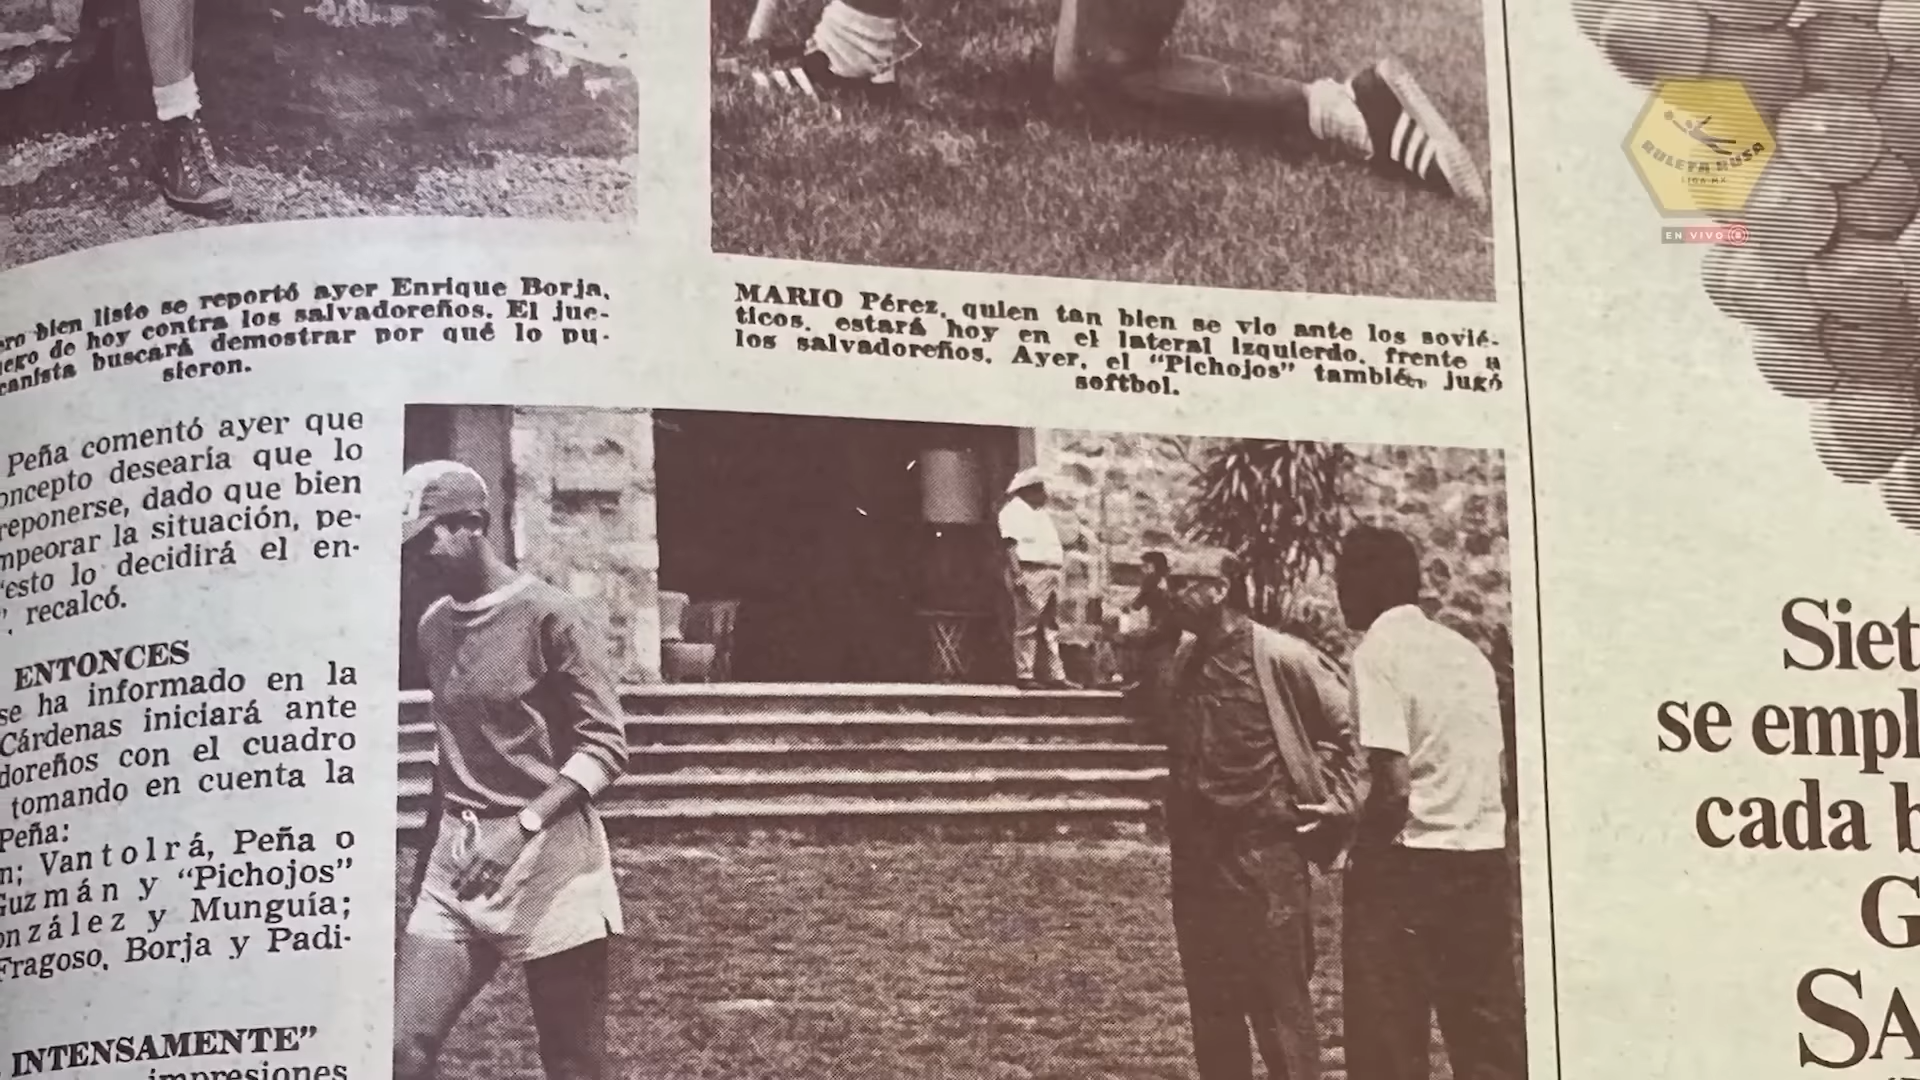 bien listo se reportó ayer Enrique Borja,
de hoy contra los salvadoreños. El jue-
canista buscará demostrar por qué lo pu-
sieron.
MARIO Pérez, quien tan bien se vio ante los sovié-
ticos, estará hoy en el lateral izquierdo, frente a
los salvadoreños. Ayer, el “Pichojos” también jugó
softbol.
Peña comentó ayer que
oncepto desearía que lo
reponerse, dado que bien
mpeorar la situación, pe-
“esto lo decidirá el en-
”, recalcó.
ENTONCES
se ha informado en la
Cárdenas iniciará ante
doreños con el cuadro
tomando en cuenta la
Peña:
n; Vantolrá, Peña o
Guzmán y “Pichojos”
onzález y Munguía;
Fragoso, Borja y Padi-
INTENSAMENTE”
impresiones
RULETA RUSA
LIGA MX
EN VIVO
Siet
se empl
cada b
G
SA